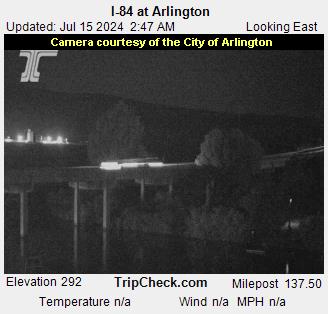 I-84 at Arlington
Updated: Jul 15 2024 2:47 AM Looking East
Camera courtesy of the City of Arlington
Elevation 292 TripCheck.com Milepost 137.50
Temperature n/a Wind n/a MPH n/a